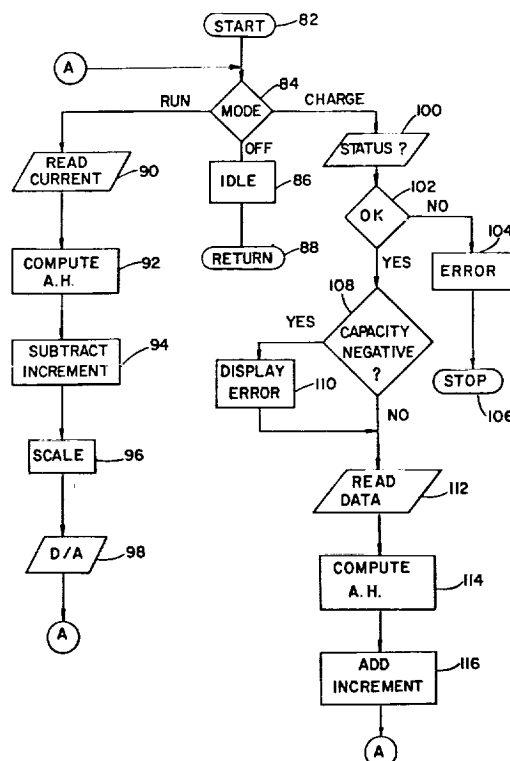 START
82
A
84
MODE
RUN
CHARGE
OFF
100
STATUS ?
READ
CURRENT
90
IDLE
86
RETURN
88
102
OK
NO
YES
104
ERROR
STOP
106
COMPUTE
A.H.
92
SUBTRACT
INCREMENT
94
SCALE
96
D/A
98
A
108
CAPACITY
NEGATIVE
?
YES
NO
DISPLAY
ERROR
110
READ
DATA
112
COMPUTE
A.H.
114
ADD
INCREMENT
116
A